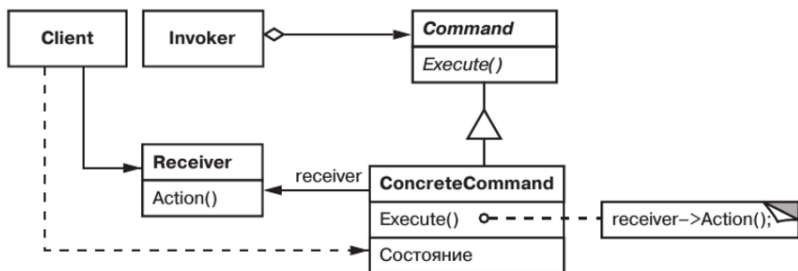 Client
Invoker
Command
Execute()
Receiver
Action()
receiver
ConcreteCommand
Execute()
receiver->Action();
Состояние